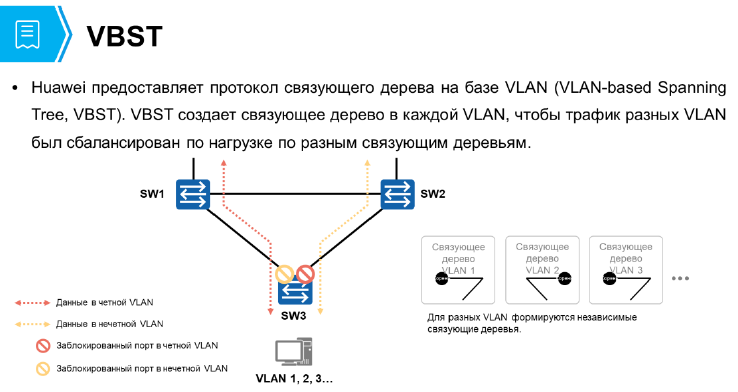 VBST
• Huawei предоставляет протокол связующего дерева на базе VLAN (VLAN-based Spanning
Tree, VBST). VBST создает связующее дерево в каждой VLAN, чтобы трафик разных VLAN
был сбалансирован по нагрузке по разным связующим деревьям.
SW1
SW2
SW3
VLAN 1, 2, 3...
Данные в четной VLAN
Данные в нечетной VLAN
Заблокированный порт в четной VLAN
Заблокированный порт в нечетной VLAN
Связующее
дерево
VLAN 1
Связующее
дерево
VLAN 2
Связующее
дерево
VLAN 3
Для разных VLAN формируются независимые
связующие деревья.